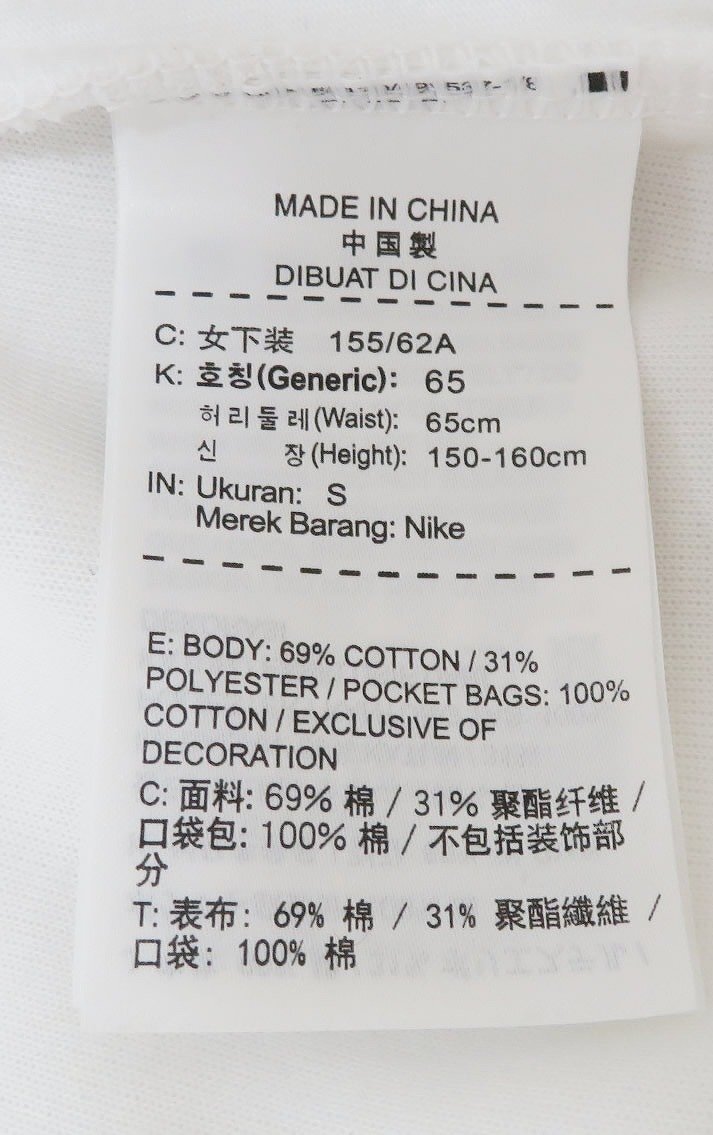 MADE IN CHINA
中国製
DIBUAT DI CINA
C: 女下装 155/62A
K: 호칭(Generic): 65
허리둘레(Waist): 65cm
신 장(Height): 150-160cm
IN: Ukuran: S
Merek Barang: Nike
E: BODY: 69% COTTON / 31%
POLYESTER / POCKET BAGS: 100%
COTTON / EXCLUSIVE OF
DECORATION
C: 面料: 69% 棉 / 31% 聚酯纤维 /
口袋包: 100% 棉 / 不包括装饰部
分
T: 表布: 69% 棉 / 31% 聚酯纖維 /
口袋: 100% 棉